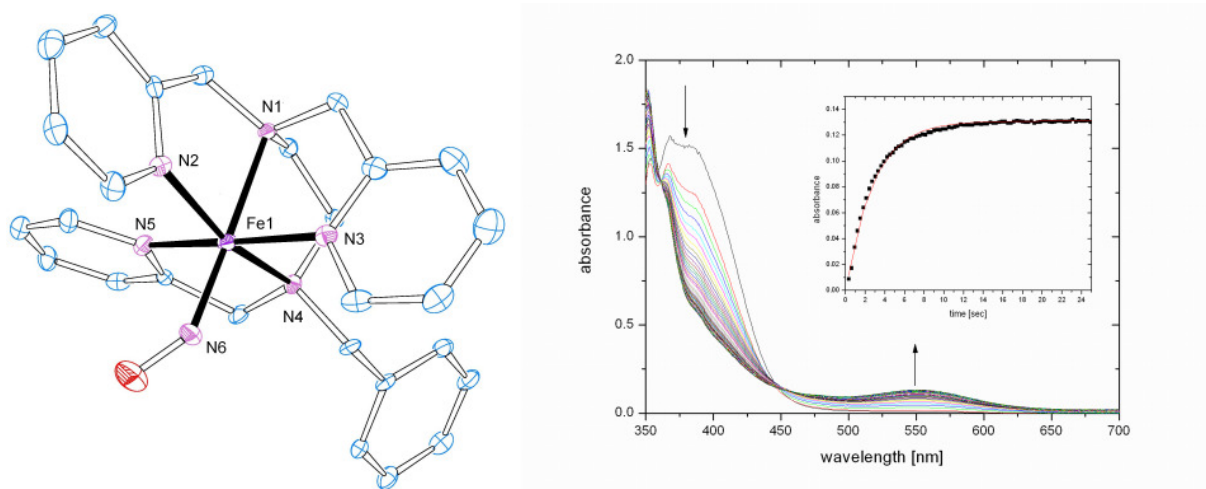 N1
N2
Fe1
N5
N3
N4
N6
2.0
1.5
1.0
0.5
0.0
absorbance
350 400 450 500 550 600 650 700
wavelength [nm]
0.14
0.12
0.10
0.08
0.06
0.04
0.02
0.00
absorbance
0 2 4 6 8 10 12 14 16 18 20 22 24
time [sec]